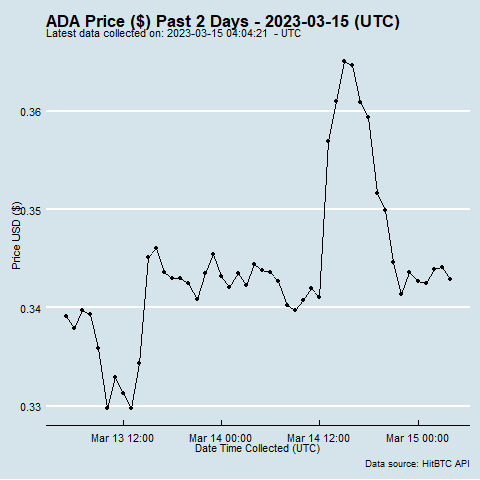 ADA Price ($) Past 2 Days - 2023-03-15 (UTC)
Latest data collected on: 2023-03-15 04:04:21  - UTC
0.36
0.35
0.34
0.33
Price USD ($)
Mar 13 12:00
Mar 14 00:00
Mar 14 12:00
Mar 15 00:00
Date Time Collected (UTC)
Data source: HitBTC API